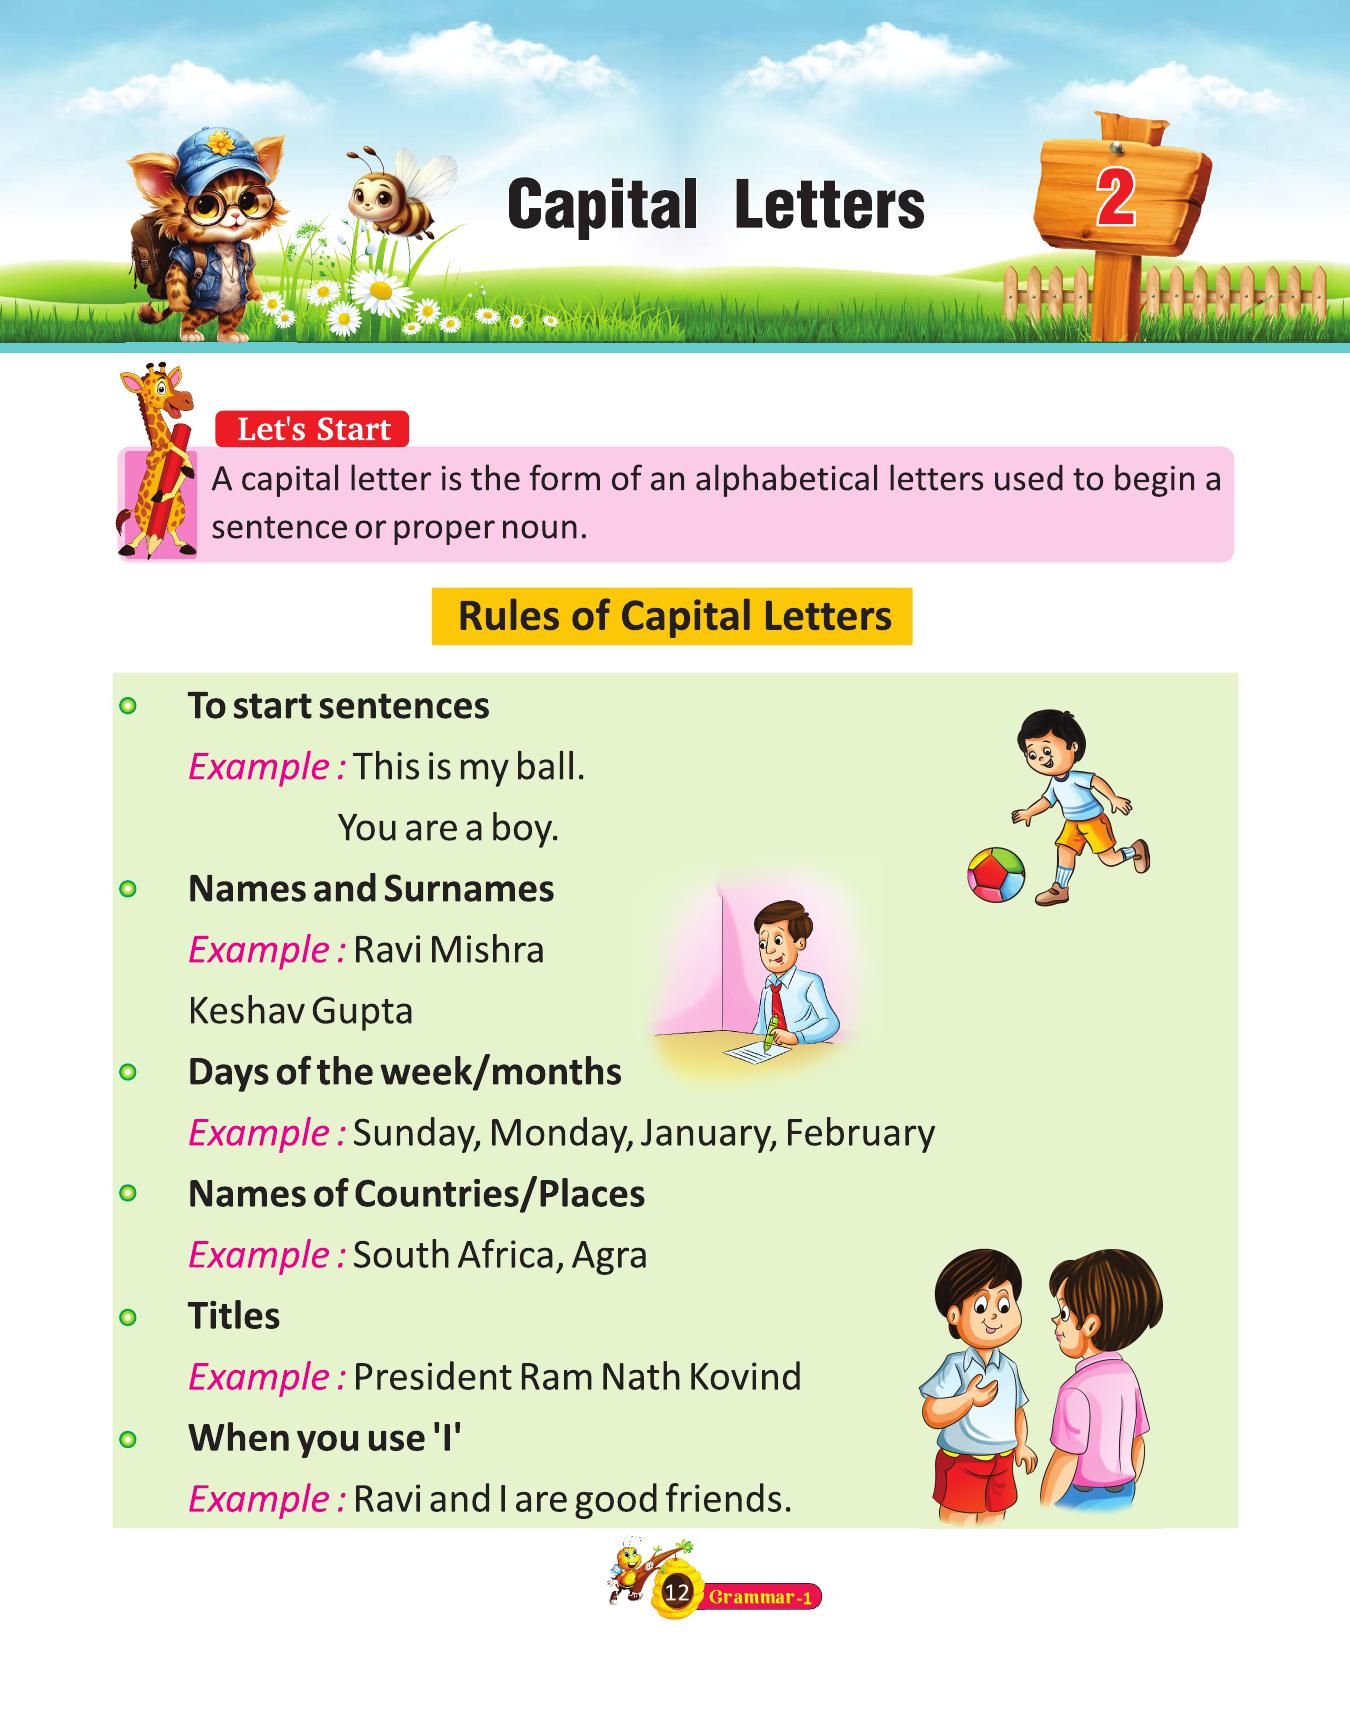 Capital Letters
2
Let's Start
A capital letter is the form of an alphabetical letters used to begin a
sentence or proper noun.
Rules of Capital Letters
To start sentences
Example : This is my ball.
You are a boy.
Names and Surnames
Example : Ravi Mishra
Keshav Gupta
Days of the week/months
Example : Sunday, Monday, January, February
Names of Countries/Places
Example : South Africa, Agra
Titles
Example : President Ram Nath Kovind
When you use 'I'
Example : Ravi and I are good friends.
12 Grammar-1